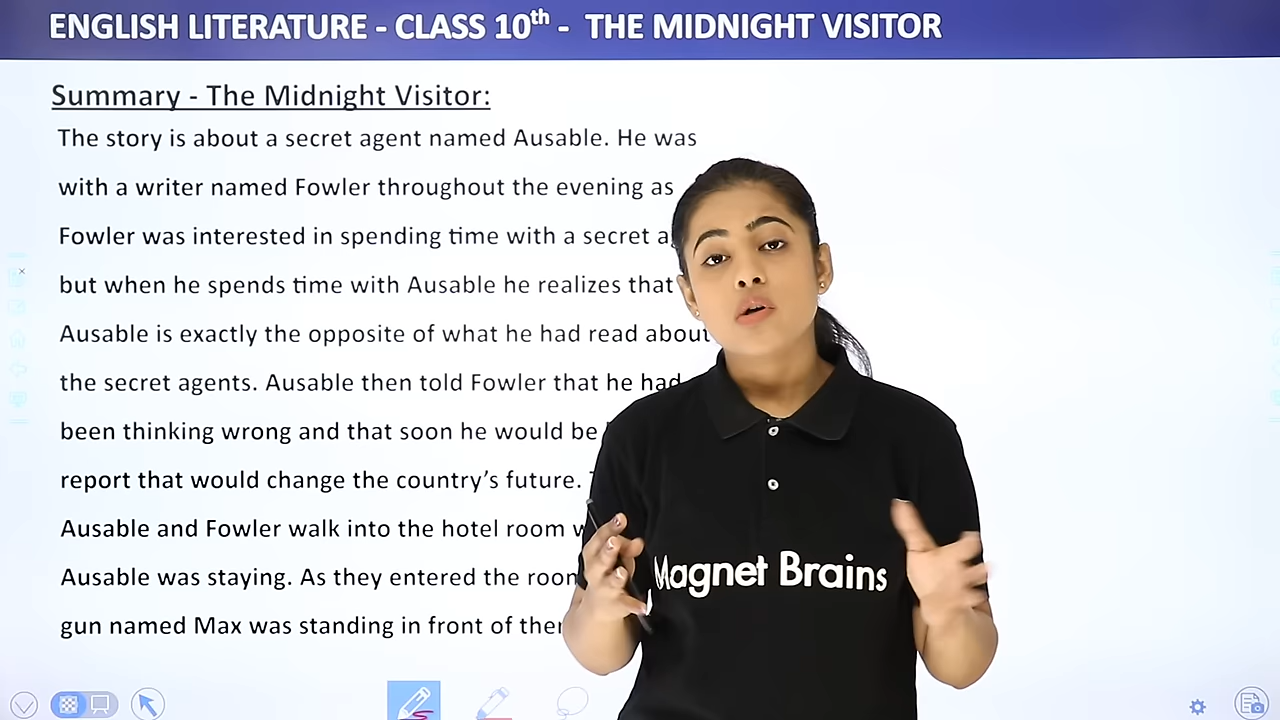 ENGLISH LITERATURE - CLASS 10th - THE MIDNIGHT VISITOR
Summary - The Midnight Visitor:
The story is about a secret agent named Ausable. He was
with a writer named Fowler throughout the evening as
Fowler was interested in spending time with a secret
but when he spends time with Ausable he realizes that
Ausable is exactly the opposite of what he had read about
the secret agents. Ausable then told Fowler that he had
been thinking wrong and that soon he would be
report that would change the country's future.
Ausable and Fowler walk into the hotel room
Ausable was staying. As they entered the
gun named Max was standing in front of
Magnet Brains